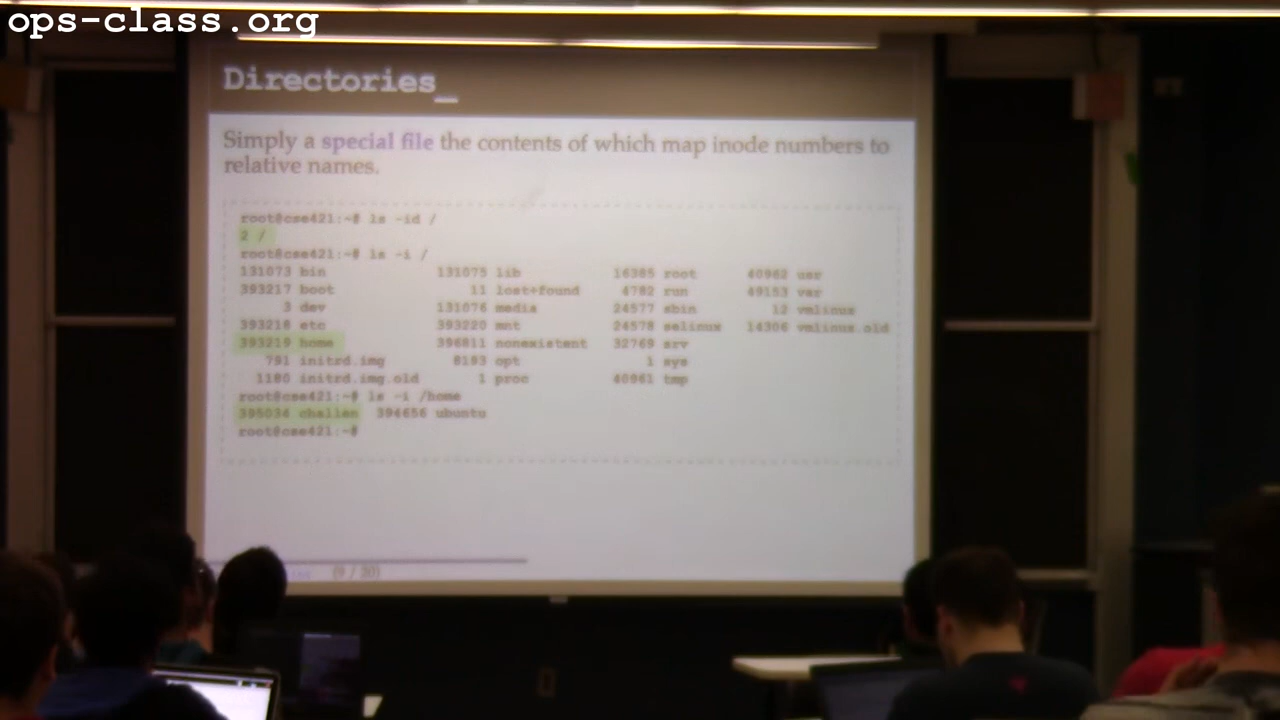 ops-class.org
Directories_
Simply a special file the contents of which map inode numbers to
relative names.
root@cse421:~# ls -id /
2 /
root@cse421:~# ls -i /
131073 bin 131075 lib 16385 root 40962 usr
393217 boot 11 lost+found 4782 run 49153 var
3 dev 131076 media 24577 sbin 12 vmlinuz
393218 etc 393220 mnt 24578 selinux 14306 vmlinuz.old
393219 home 396811 nonexistent 32769 srv
791 initrd.img 8193 opt 1 sys
1180 initrd.img.old 1 proc 40961 tmp
root@cse421:~# ls -i /home
395034 challen 394656 ubuntu
root@cse421:~#
(9 / 20)